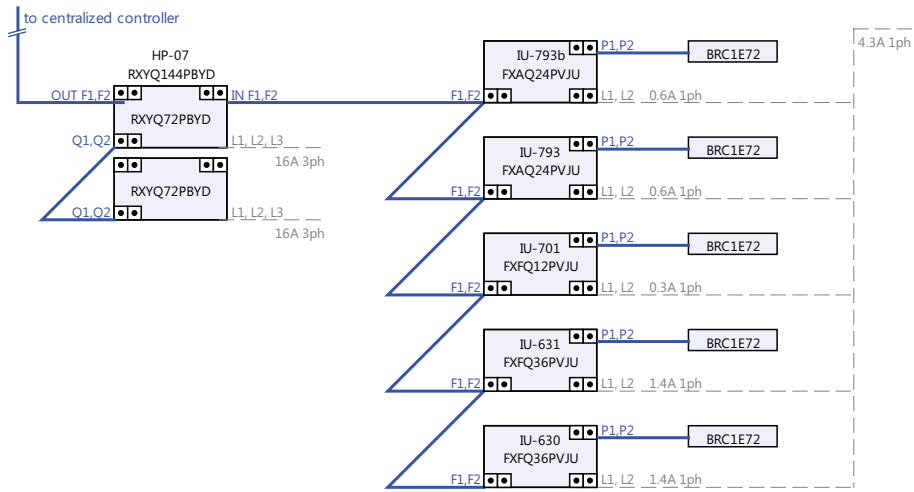 to centralized controller
4.3A 1ph
HP-07
RXYQ144PBYD
OUT F1,F2
IN F1,F2
RXYQ72PBYD
Q1,Q2
L1, L2, L3
16A 3ph
RXYQ72PBYD
Q1,Q2
L1, L2, L3
16A 3ph
IU-793b
P1,P2
BRC1E72
FXAQ24PVJU
F1,F2
L1, L2 0.6A 1ph
IU-793
P1,P2
BRC1E72
FXAQ24PVJU
F1,F2
L1, L2 0.6A 1ph
IU-701
P1,P2
BRC1E72
FXFQ12PVJU
F1,F2
L1, L2 0.3A 1ph
IU-631
P1,P2
BRC1E72
FXFQ36PVJU
F1,F2
L1, L2 1.4A 1ph
IU-630
P1,P2
BRC1E72
FXFQ36PVJU
F1,F2
L1, L2 1.4A 1ph